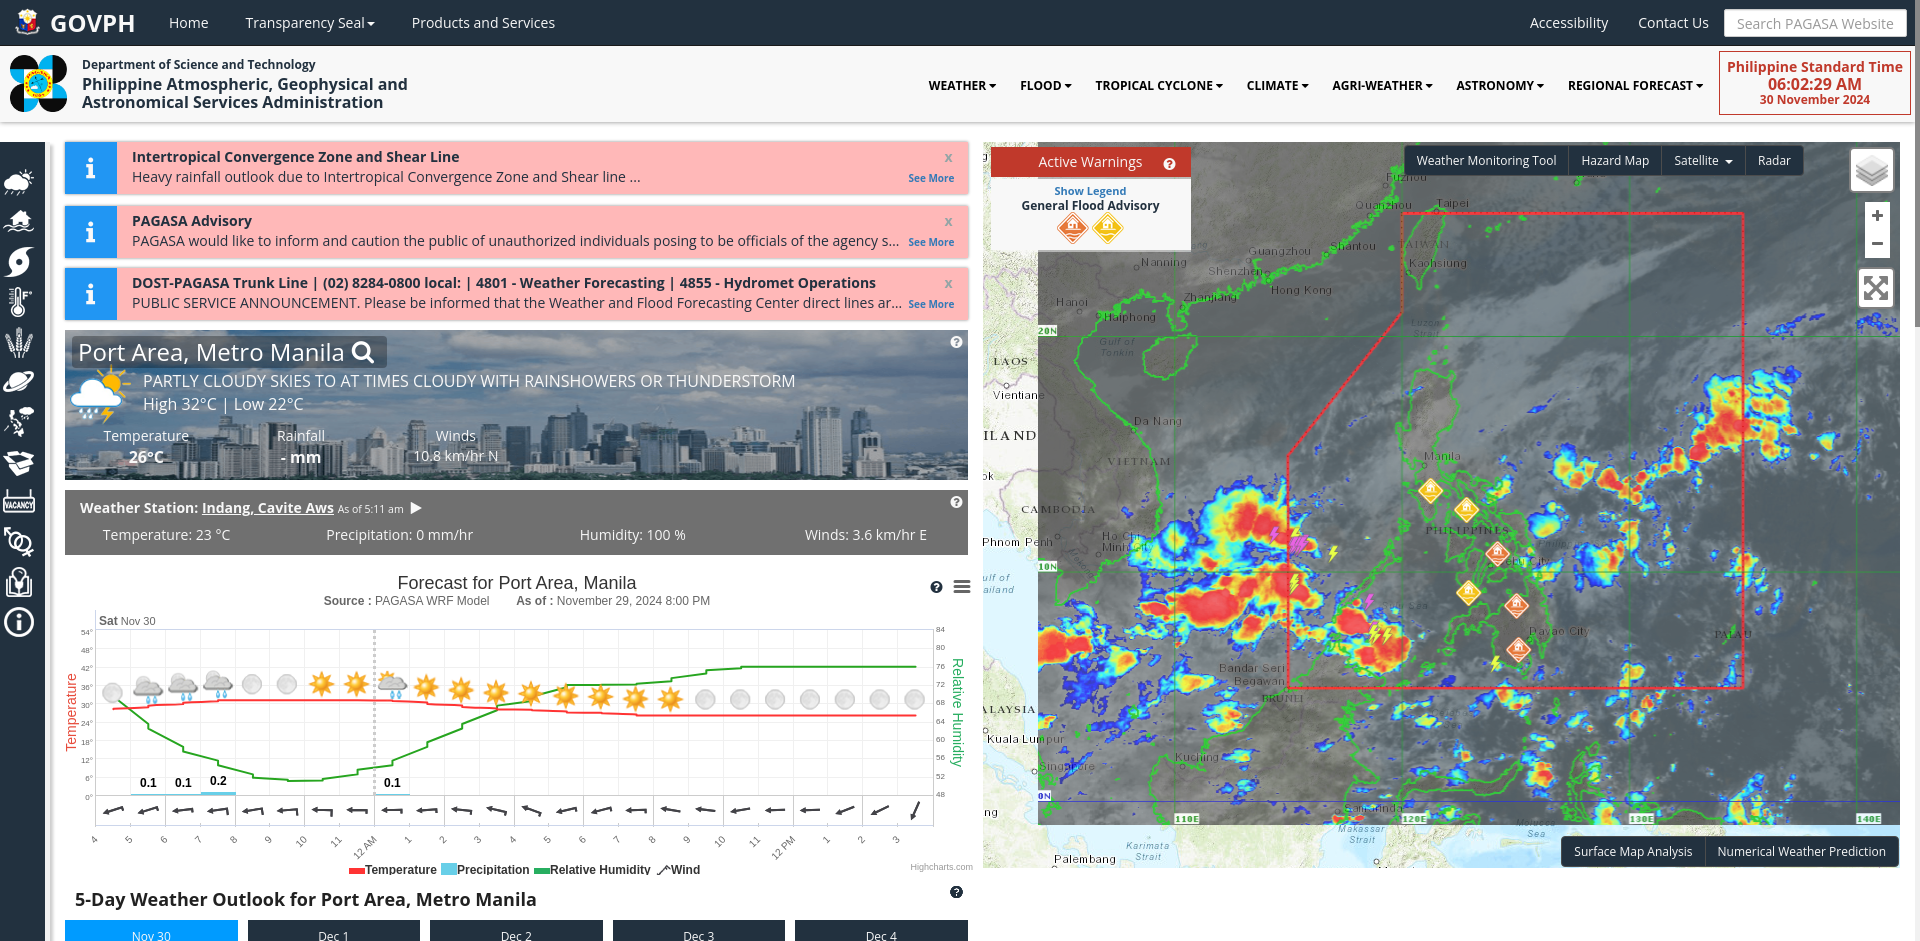 GOVPH
Home
Transparency Seal
Products and Services
Accessibility
Contact Us
Search PAGASA Website
Department of Science and Technology
Philippine Atmospheric, Geophysical and
Astronomical Services Administration
WEATHER
FLOOD
TROPICAL CYCLONE
CLIMATE
AGRI-WEATHER
ASTRONOMY
REGIONAL FORECAST
Philippine Standard Time
06:02:29 AM
30 November 2024
VACANCY
Intertropical Convergence Zone and Shear Line
x
Heavy rainfall outlook due to Intertropical Convergence Zone and Shear line ...
See More
PAGASA Advisory
x
PAGASA would like to inform and caution the public of unauthorized individuals posing to be officials of the agency s...
See More
DOST-PAGASA Trunk Line | (02) 8284-0800 local: | 4801 - Weather Forecasting | 4855 - Hydromet Operations
x
PUBLIC SERVICE ANNOUNCEMENT. Please be informed that the Weather and Flood Forecasting Center direct lines ar...
See More
Port Area, Metro Manila
PARTLY CLOUDY SKIES TO AT TIMES CLOUDY WITH RAINSHOWERS OR THUNDERSTORM
High 32°C | Low 22°C
Temperature
Rainfall
Winds
26°C
- mm
10.8 km/hr N
Weather Station: Indang, Cavite Aws As of 5:11 am
Temperature: 23 °C
Precipitation: 0 mm/hr
Humidity: 100 %
Winds: 3.6 km/hr E
Forecast for Port Area, Manila
Source : PAGASA WRF Model As of : November 29, 2024 8:00 PM
Sat Nov 30
Temperature
54°
48°
42°
36°
30°
24°
18°
12°
6°
0°
0.1
0.1
0.2
0.1
84
80
76
72
68
64
60
56
52
48
Relative Humidity
4
5
6
7
8
9
10
11
12 AM
1
2
3
4
5
6
7
8
9
10
11
12 PM
1
2
3
Temperature
Precipitation
Relative Humidity
Wind
Highcharts.com
5-Day Weather Outlook for Port Area, Metro Manila
Nov 30
Dec 1
Dec 2
Dec 3
Dec 4
Active Warnings
Show Legend
General Flood Advisory
Weather Monitoring Tool
Hazard Map
Satellite
Radar
+
−
Fuzhou
Quanzhou
Taipei
TAIWAN
Kaohsiung
Guangzhou
Shantou
Nanning
Shenzhen
Hong Kong
Hanoi
Zhanjiang
Haiphong
Gulf of
Tonkin
Luzon
Strait
20N
LAOS
Vientiane
Da Nang
ILAND
VIETNAM
Manila
ok
CAMBODIA
PHILIPPINES
Phnom Penh
Ho Chi
Minh City
10N
ulf of
ailand
Davao City
PALAU
Bandar Seri
Begawan
BRUNEI
ALAYSIA
Kuala Lumpur
Kuching
Singapore
0N
ng
Samarinda
110E
120E
130E
140E
Makassar
Strait
Sea
Karimata
Strait
Palembang
Surface Map Analysis
Numerical Weather Prediction